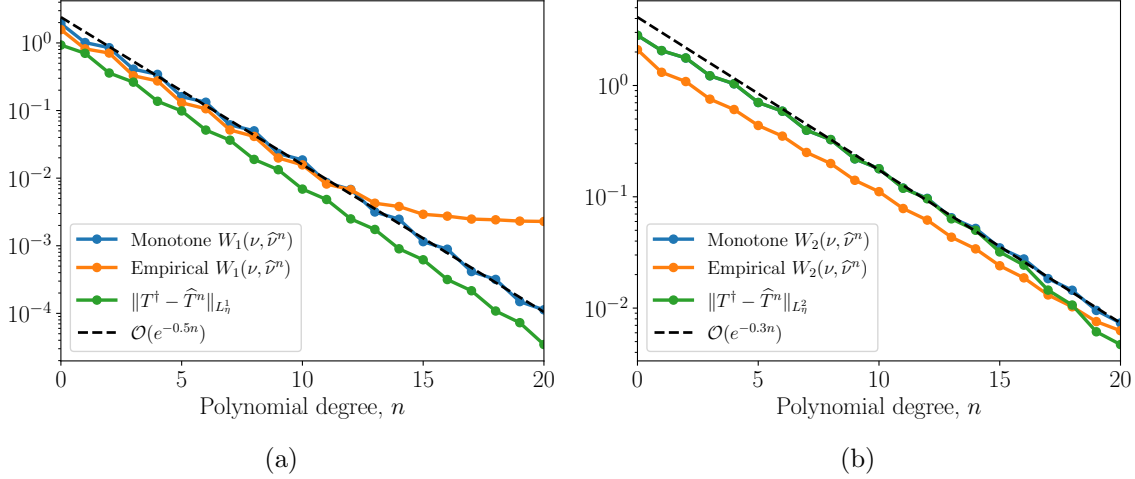 10^0
10^{-1}
10^{-2}
10^{-3}
10^{-4}
Monotone W_1(ν, ν̂^n)
Empirical W_1(ν, ν̂^n)
‖T^† − T̂^n‖_{L^1_η}
O(e^{−0.5n})
0 5 10 15 20
Polynomial degree, n
(a)
10^0
10^{-1}
10^{-2}
Monotone W_2(ν, ν̂^n)
Empirical W_2(ν, ν̂^n)
‖T^† − T̂^n‖_{L^2_η}
O(e^{−0.3n})
0 5 10 15 20
Polynomial degree, n
(b)